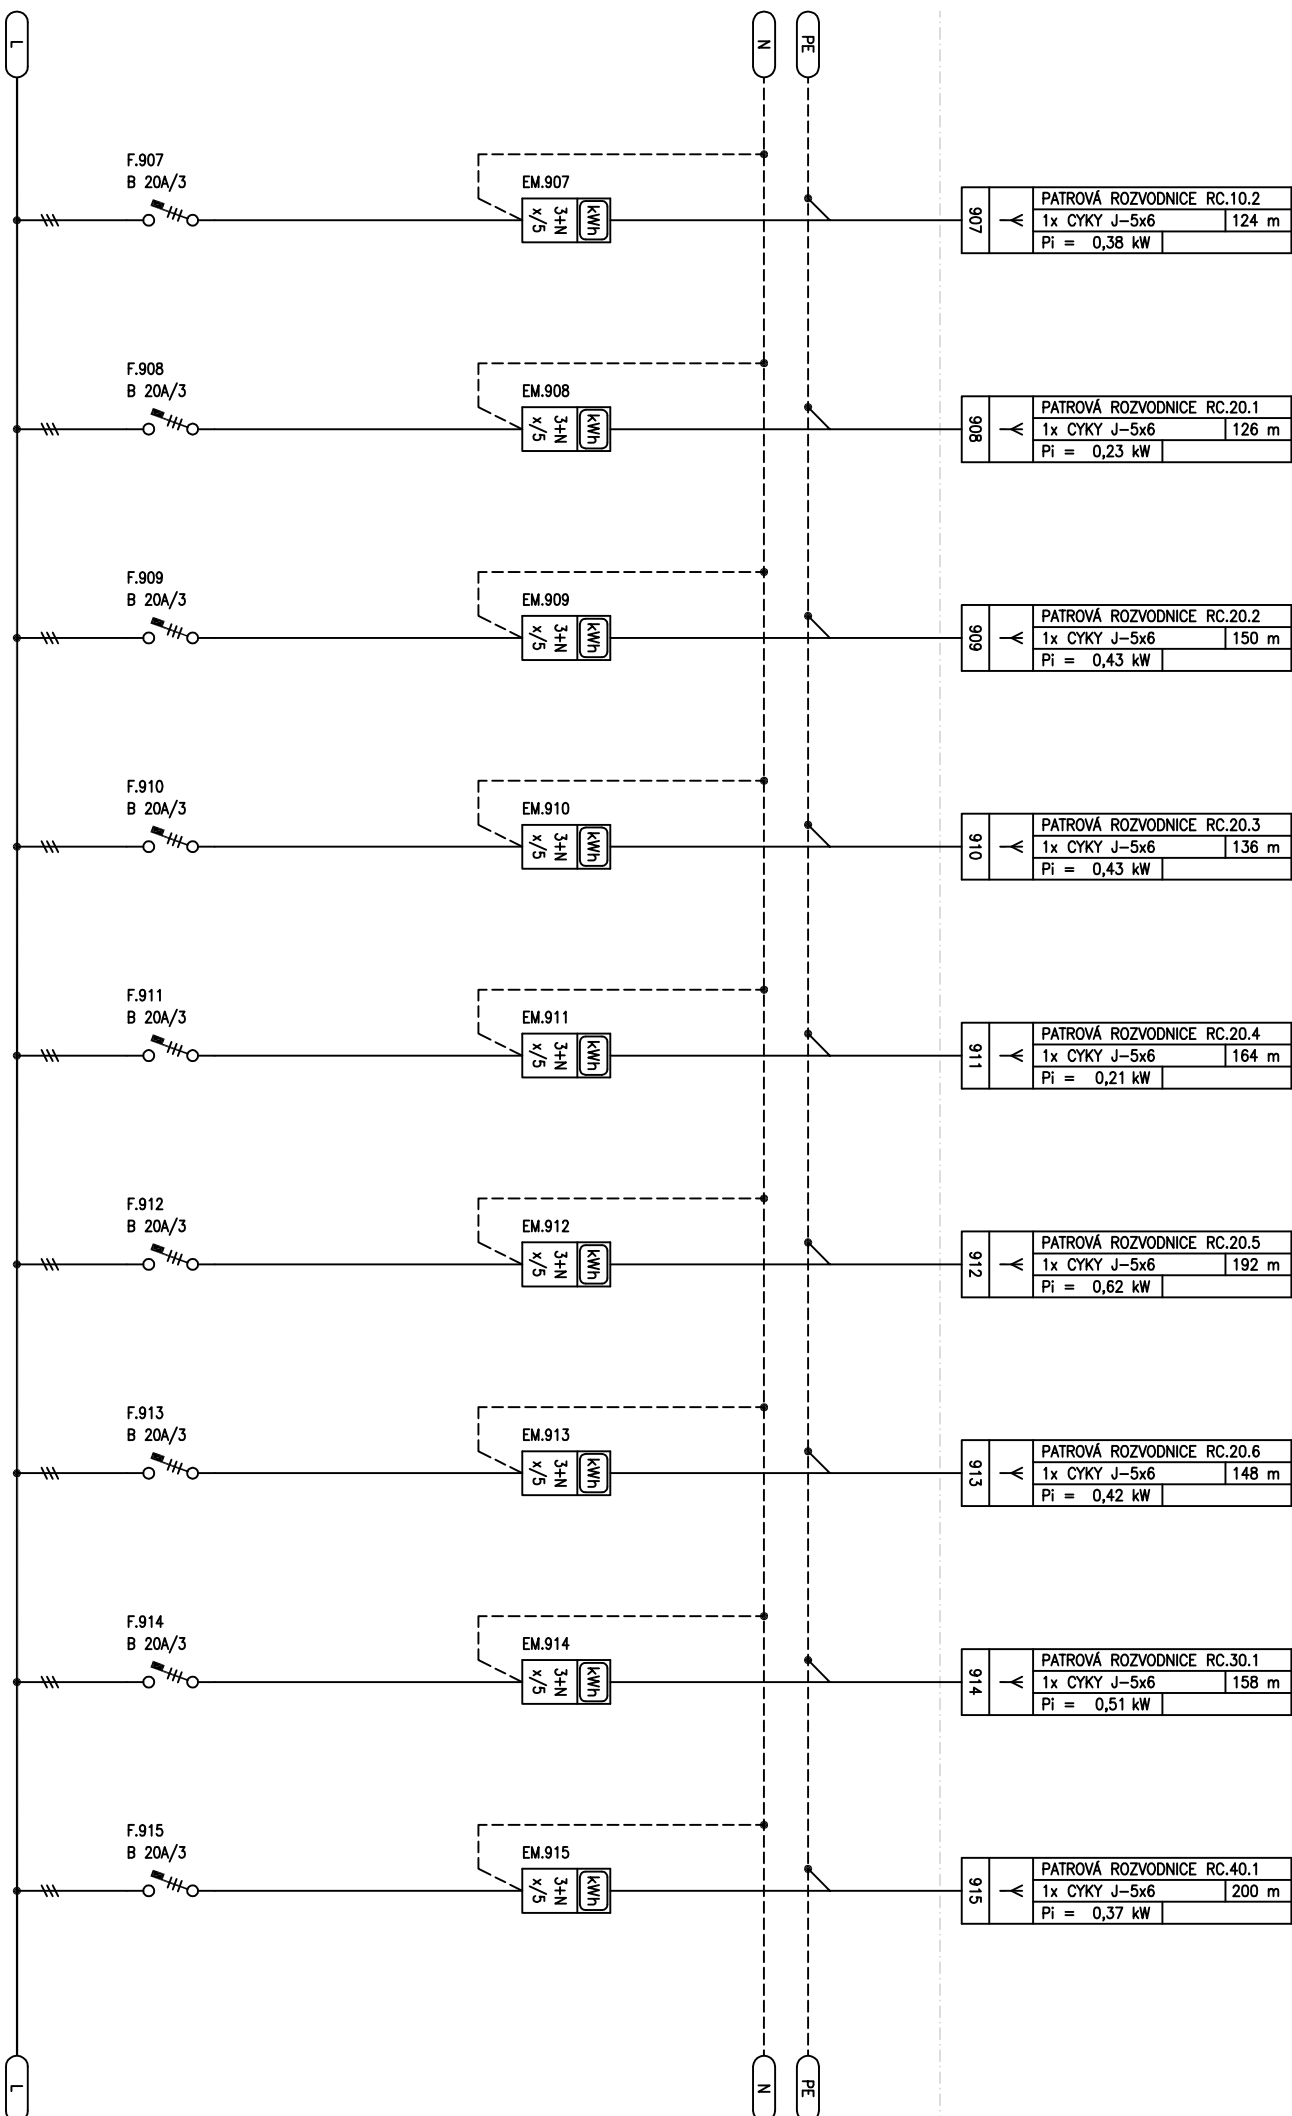 L
N
PE
F.907
B 20A/3
EM.907
kWh
3+N
x/5
907
PATROVÁ ROZVODNICE RC.10.2
1x CYKY J-5x6 124 m
Pi = 0,38 kW
F.908
B 20A/3
EM.908
kWh
3+N
x/5
908
PATROVÁ ROZVODNICE RC.20.1
1x CYKY J-5x6 126 m
Pi = 0,23 kW
F.909
B 20A/3
EM.909
kWh
3+N
x/5
909
PATROVÁ ROZVODNICE RC.20.2
1x CYKY J-5x6 150 m
Pi = 0,43 kW
F.910
B 20A/3
EM.910
kWh
3+N
x/5
910
PATROVÁ ROZVODNICE RC.20.3
1x CYKY J-5x6 136 m
Pi = 0,43 kW
F.911
B 20A/3
EM.911
kWh
3+N
x/5
911
PATROVÁ ROZVODNICE RC.20.4
1x CYKY J-5x6 164 m
Pi = 0,21 kW
F.912
B 20A/3
EM.912
kWh
3+N
x/5
912
PATROVÁ ROZVODNICE RC.20.5
1x CYKY J-5x6 192 m
Pi = 0,62 kW
F.913
B 20A/3
EM.913
kWh
3+N
x/5
913
PATROVÁ ROZVODNICE RC.20.6
1x CYKY J-5x6 148 m
Pi = 0,42 kW
F.914
B 20A/3
EM.914
kWh
3+N
x/5
914
PATROVÁ ROZVODNICE RC.30.1
1x CYKY J-5x6 158 m
Pi = 0,51 kW
F.915
B 20A/3
EM.915
kWh
3+N
x/5
915
PATROVÁ ROZVODNICE RC.40.1
1x CYKY J-5x6 200 m
Pi = 0,37 kW
L
N
PE